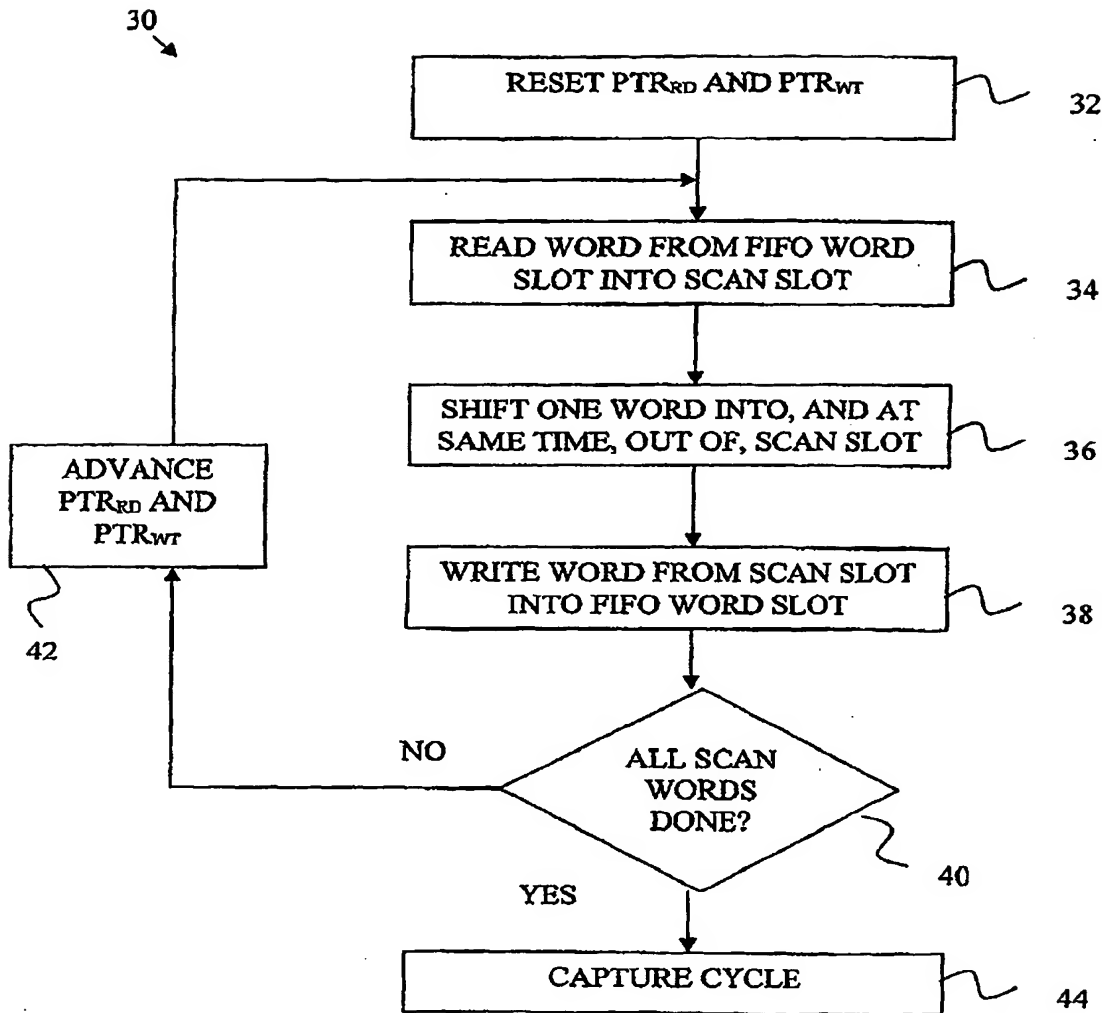 30
RESET PTRRD AND PTRWT
32
READ WORD FROM FIFO WORD
SLOT INTO SCAN SLOT
34
SHIFT ONE WORD INTO, AND AT
SAME TIME, OUT OF, SCAN SLOT
36
ADVANCE
PTRRD AND
PTRWT
42
WRITE WORD FROM SCAN SLOT
INTO FIFO WORD SLOT
38
NO
ALL SCAN
WORDS
DONE?
40
YES
CAPTURE CYCLE
44